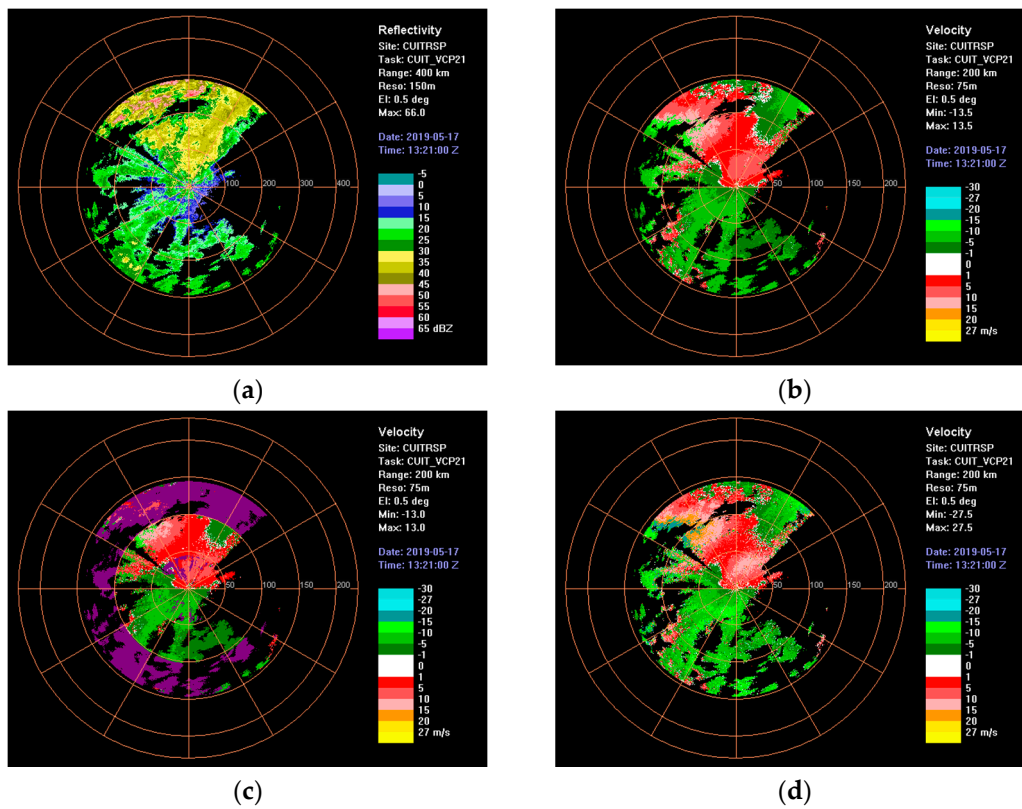 Reflectivity
Site: CUITRSP
Task: CUIT_VCP21
Range: 400 km
Reso: 150m
El: 0.5 deg
Max: 66.0
Date: 2019-05-17
Time: 13:21:00 Z
-5
0
5
10
15
20
25
30
35
40
45
50
55
60
65 dBZ
100 200 300 400
(a)
Velocity
Site: CUITRSP
Task: CUIT_VCP21
Range: 200 km
Reso: 75m
El: 0.5 deg
Min: -13.5
Max: 13.5
Date: 2019-05-17
Time: 13:21:00 Z
-30
-27
-20
-15
-10
-5
-1
0
1
5
10
15
20
27 m/s
50 100 150 200
(b)
Velocity
Site: CUITRSP
Task: CUIT_VCP21
Range: 200 km
Reso: 75m
El: 0.5 deg
Min: -13.0
Max: 13.0
Date: 2019-05-17
Time: 13:21:00 Z
-30
-27
-20
-15
-10
-5
-1
0
1
5
10
15
20
27 m/s
50 100 150 200
(c)
Velocity
Site: CUITRSP
Task: CUIT_VCP21
Range: 200 km
Reso: 75m
El: 0.5 deg
Min: -27.5
Max: 27.5
Date: 2019-05-17
Time: 13:21:00 Z
-30
-27
-20
-15
-10
-5
-1
0
1
5
10
15
20
27 m/s
50 100 150 200
(d)